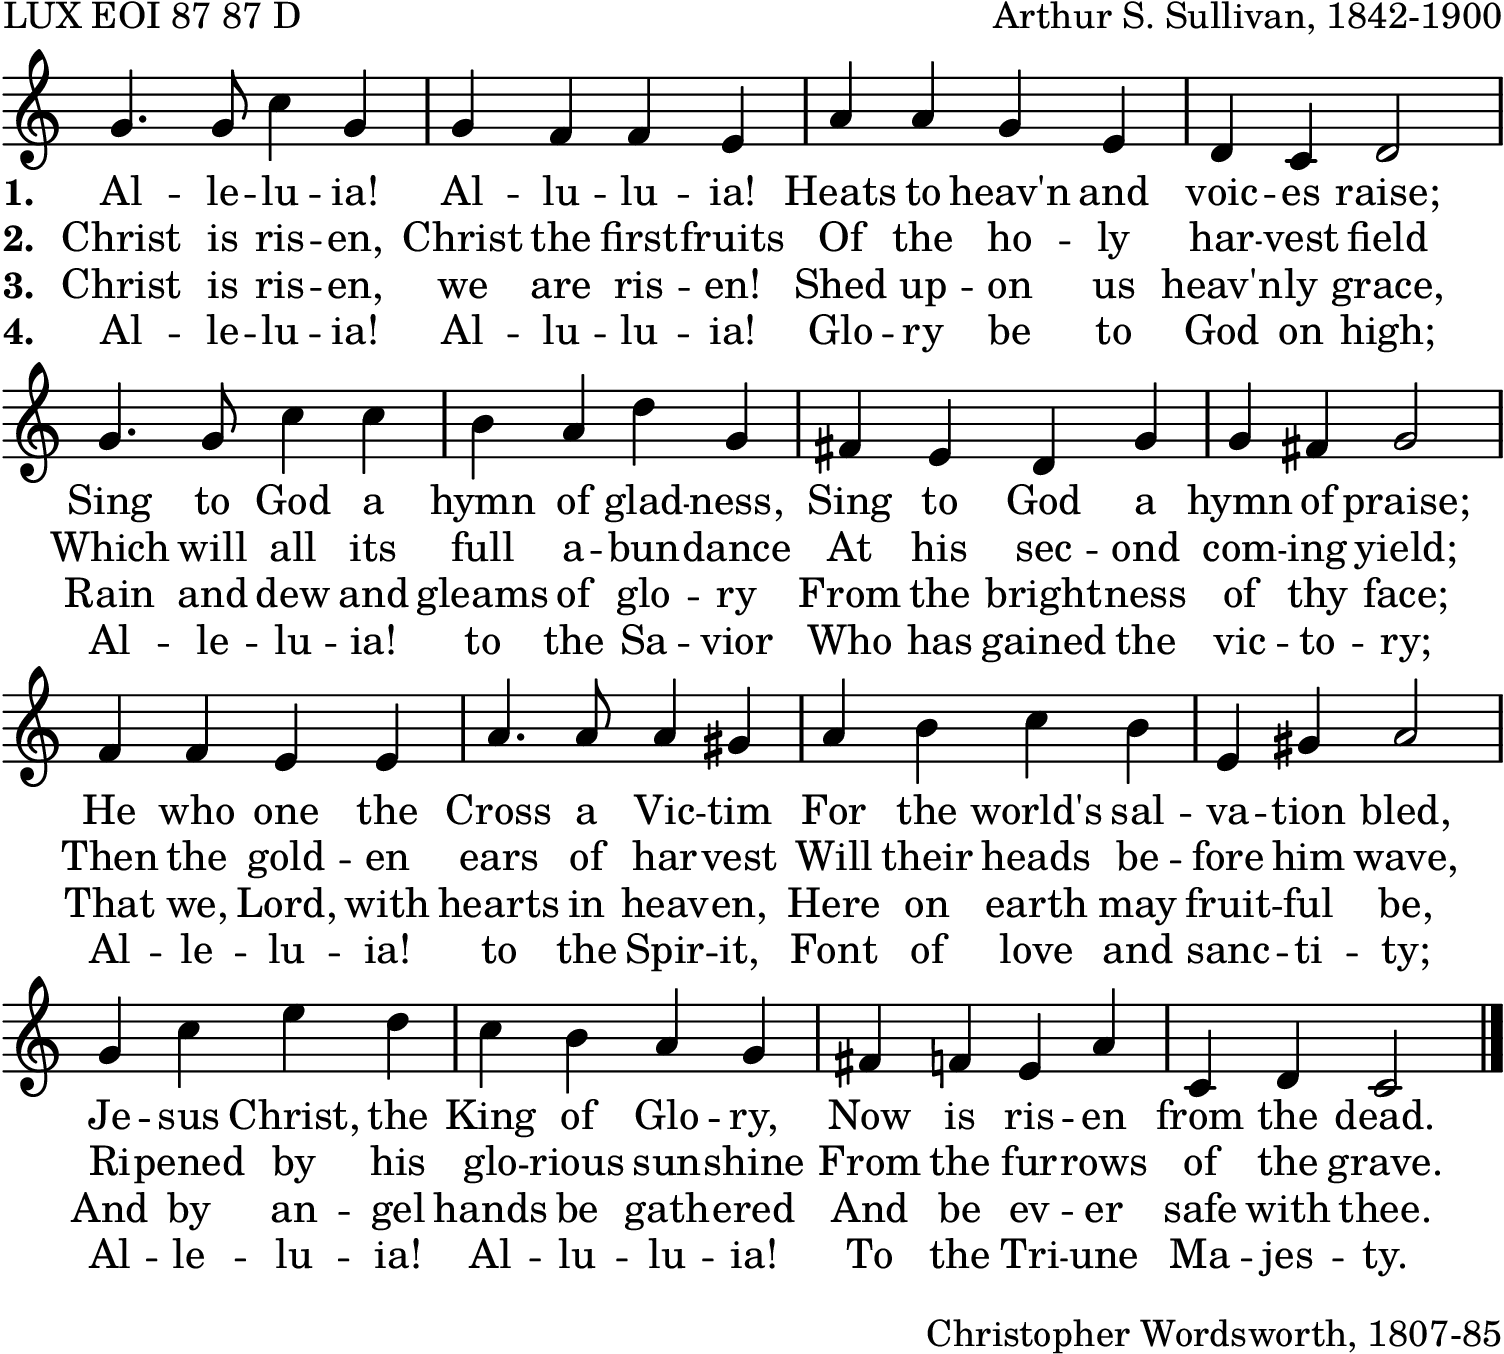 LUX EOI 87 87 D
Arthur S. Sullivan, 1842-1900
1. Al - le - lu - ia! Al - lu - lu - ia! Heats to heav'n and voic - es raise;
2. Christ is ris - en, Christ the first - fruits Of the ho - ly har - vest field
3. Christ is ris - en, we are ris - en! Shed up - on us heav'nly grace,
4. Al - le - lu - ia! Al - lu - lu - ia! Glo - ry be to God on high;
Sing to God a hymn of glad - ness, Sing to God a hymn of praise;
Which will all its full a - bundance At his sec - ond com - ing yield;
Rain and dew and gleams of glo - ry From the brightness of thy face;
Al - le - lu - ia! to the Sa - vior Who has gained the vic - to - ry;
He who one the Cross a Vic - tim For the world's sal - va - tion bled,
Then the gold - en ears of harvest Will their heads be - fore him wave,
That we, Lord, with hearts in heaven, Here on earth may fruit - ful be,
Al - le - lu - ia! to the Spir - it, Font of love and sanc - ti - ty;
Je - sus Christ, the King of Glo - ry, Now is ris - en from the dead.
Ripened by his glo - rious sunshine From the furrows of the grave.
And by an - gel hands be gathered And be ev - er safe with thee.
Al - le - lu - ia! Al - lu - lu - ia! To the Tri - une Ma - jes - ty.
Christopher Wordsworth, 1807-85